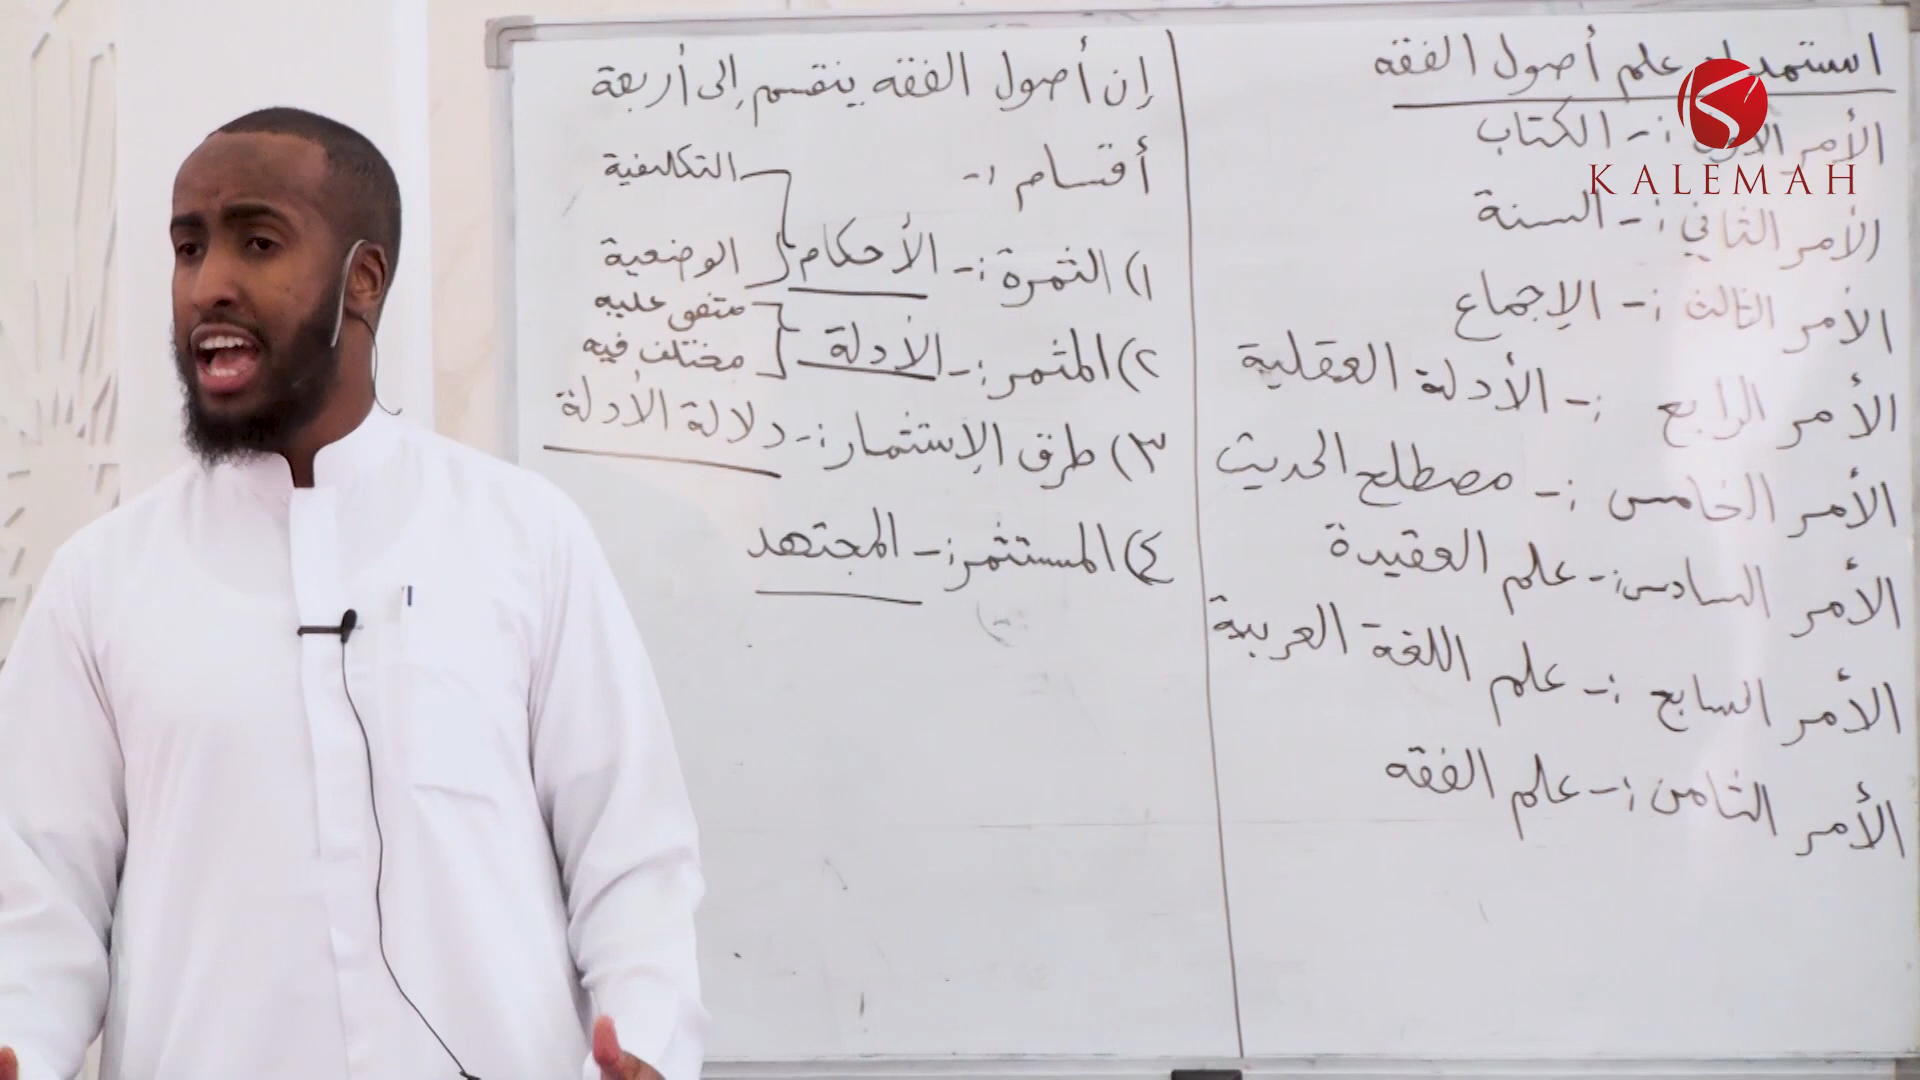 استمداد علم أصول الفقه
الأمر الأول :- الكتاب
الأمر الثاني :- السنة
الأمر الثالث :- الإجماع
الأمر الرابع :- الأدلة العقلية
الأمر الخامس :- مصطلح الحديث
الأمر السادس :- علم العقيدة
الأمر السابع :- علم اللغة العربية
الأمر الثامن :- علم الفقه
إن أصول الفقه ينقسم إلى أربعة
أقسام :-
١) الثمرة :- الأحكام
التكليفية
الوضعية
٢) المثمر :- الأدلة
متفق عليه
مختلف فيه
٣) طرق الإستثمار :- دلالة الأدلة
٤) المستثمر :- المجتهد
KALEMAH